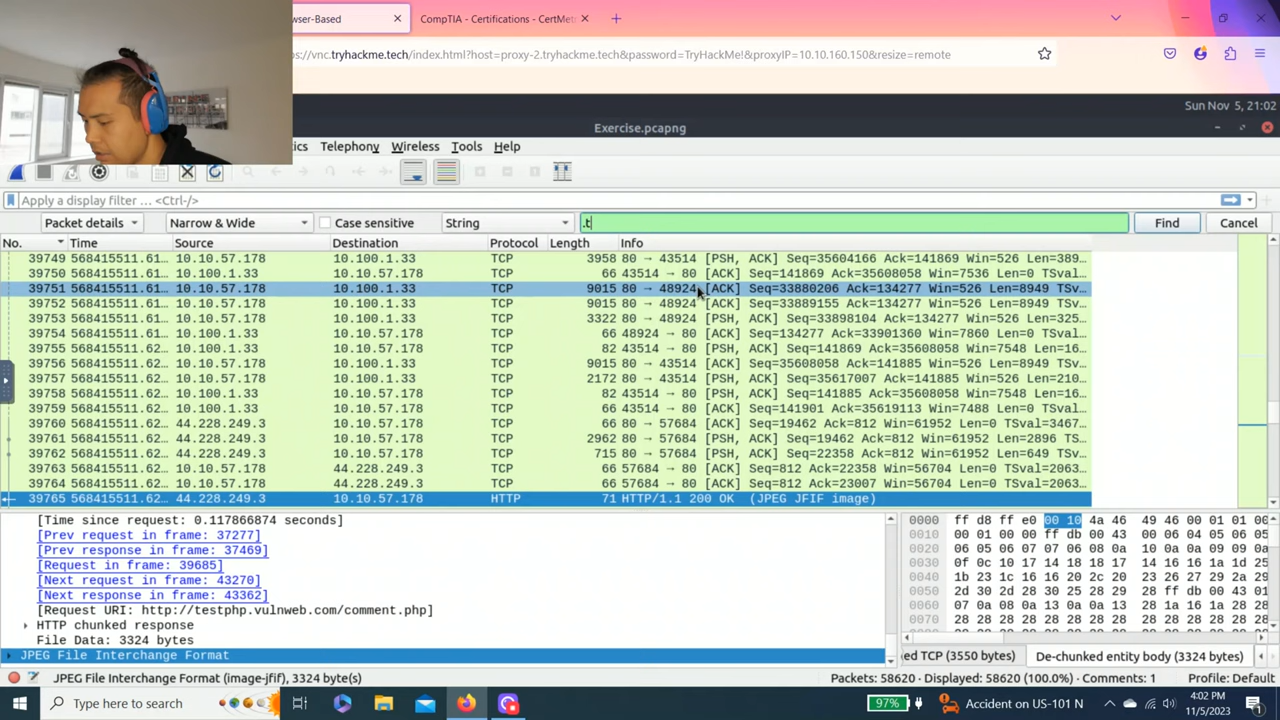 wser-Based
CompTIA - Certifications - CertMet
ps://vnc.tryhackme.tech/index.html?host=proxy-2.tryhackme.tech&password=TryHackMe!&proxyIP=10.10.160.150&resize=remote
Sun Nov 5, 21:02
Exercise.pcapng
tics Telephony Wireless Tools Help
Apply a display filter ... <Ctrl-/>
Packet details Narrow & Wide Case sensitive String .t Find Cancel
No. Time Source Destination Protocol Length Info
39749 568415511.61… 10.10.57.178 10.100.1.33 TCP 3958 80 → 43514 [PSH, ACK] Seq=35604166 Ack=141869 Win=526 Len=389…
39750 568415511.61… 10.100.1.33 10.10.57.178 TCP 66 43514 → 80 [ACK] Seq=141869 Ack=35608058 Win=7536 Len=0 TSval…
39751 568415511.61… 10.10.57.178 10.100.1.33 TCP 9015 80 → 48924 [ACK] Seq=33880206 Ack=134277 Win=526 Len=8949 TSv…
39752 568415511.61… 10.10.57.178 10.100.1.33 TCP 9015 80 → 48924 [ACK] Seq=33889155 Ack=134277 Win=526 Len=8949 TSv…
39753 568415511.61… 10.10.57.178 10.100.1.33 TCP 3322 80 → 48924 [PSH, ACK] Seq=33898104 Ack=134277 Win=526 Len=325…
39754 568415511.61… 10.100.1.33 10.10.57.178 TCP 66 48924 → 80 [ACK] Seq=134277 Ack=33901360 Win=7860 Len=0 TSval…
39755 568415511.61… 10.100.1.33 10.10.57.178 TCP 82 43514 → 80 [PSH, ACK] Seq=141869 Ack=35608058 Win=7548 Len=16…
39756 568415511.62… 10.10.57.178 10.100.1.33 TCP 9015 80 → 43514 [ACK] Seq=35608058 Ack=141885 Win=526 Len=8949 TSv…
39757 568415511.62… 10.10.57.178 10.100.1.33 TCP 2172 80 → 43514 [PSH, ACK] Seq=35617007 Ack=141885 Win=526 Len=210…
39758 568415511.62… 10.100.1.33 10.10.57.178 TCP 82 43514 → 80 [PSH, ACK] Seq=141885 Ack=35608058 Win=7548 Len=16…
39759 568415511.62… 10.100.1.33 10.10.57.178 TCP 66 43514 → 80 [ACK] Seq=141901 Ack=35619113 Win=7488 Len=0 TSval…
39760 568415511.62… 44.228.249.3 10.10.57.178 TCP 66 80 → 57684 [ACK] Seq=19462 Ack=812 Win=61952 Len=0 TSval=3467…
39761 568415511.62… 44.228.249.3 10.10.57.178 TCP 2962 80 → 57684 [PSH, ACK] Seq=19462 Ack=812 Win=61952 Len=2896 TS…
39762 568415511.62… 44.228.249.3 10.10.57.178 TCP 715 80 → 57684 [PSH, ACK] Seq=22358 Ack=812 Win=61952 Len=649 TSv…
39763 568415511.62… 10.10.57.178 44.228.249.3 TCP 66 57684 → 80 [ACK] Seq=812 Ack=22358 Win=56704 Len=0 TSval=2063…
39764 568415511.62… 10.10.57.178 44.228.249.3 TCP 66 57684 → 80 [ACK] Seq=812 Ack=23007 Win=56704 Len=0 TSval=2063…
39765 568415511.62… 44.228.249.3 10.10.57.178 HTTP 71 HTTP/1.1 200 OK (JPEG JFIF image)
[Time since request: 0.117866874 seconds]
[Prev request in frame: 37277]
[Prev response in frame: 37469]
[Request in frame: 39685]
[Next request in frame: 43270]
[Next response in frame: 43362]
[Request URI: http://testphp.vulnweb.com/comment.php]
HTTP chunked response
File Data: 3324 bytes
JPEG File Interchange Format
0000 ff d8 ff e0 00 10 4a 46 49 46 00 01 01 00
0010 00 01 00 00 ff db 00 43 00 06 04 05 06 05
0020 06 05 06 07 07 06 08 0a 10 0a 0a 09 09 0a
0030 0f 0c 10 17 14 18 18 17 14 16 16 1a 1d 25
0040 1b 23 1c 16 16 20 2c 20 23 26 27 29 2a 29
0050 2d 30 2d 28 30 25 28 29 28 ff db 00 43 01
0060 07 0a 08 0a 13 0a 0a 13 28 1a 16 1a 28 28
0070 28 28 28 28 28 28 28 28 28 28 28 28 28 28
ed TCP (3550 bytes) De-chunked entity body (3324 bytes)
JPEG File Interchange Format (image-jfif), 3324 byte(s) Packets: 58620 · Displayed: 58620 (100.0%) · Comments: 1 Profile: Default
Type here to search 97% Accident on US-101 N 4:02 PM
11/5/2023